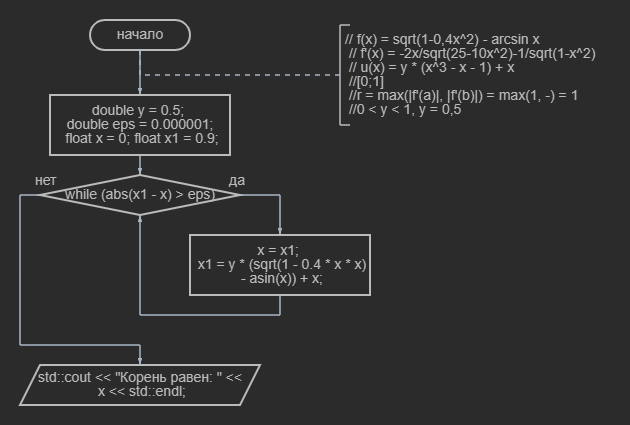 начало
// f(x) = sqrt(1-0,4x^2) - arcsin x
// f'(x) = -2x/sqrt(25-10x^2)-1/sqrt(1-x^2)
// u(x) = y * (x^3 - x - 1) + x
//[0;1]
//r = max(|f'(a)|, |f'(b)|) = max(1, -) = 1
//0 < y < 1, y = 0,5
double y = 0.5;
double eps = 0.000001;
float x = 0; float x1 = 0.9;
нет
да
while (abs(x1 - x) > eps)
x = x1;
x1 = y * (sqrt(1 - 0.4 * x * x)
- asin(x)) + x;
std::cout << "Корень равен: " <<
x << std::endl;